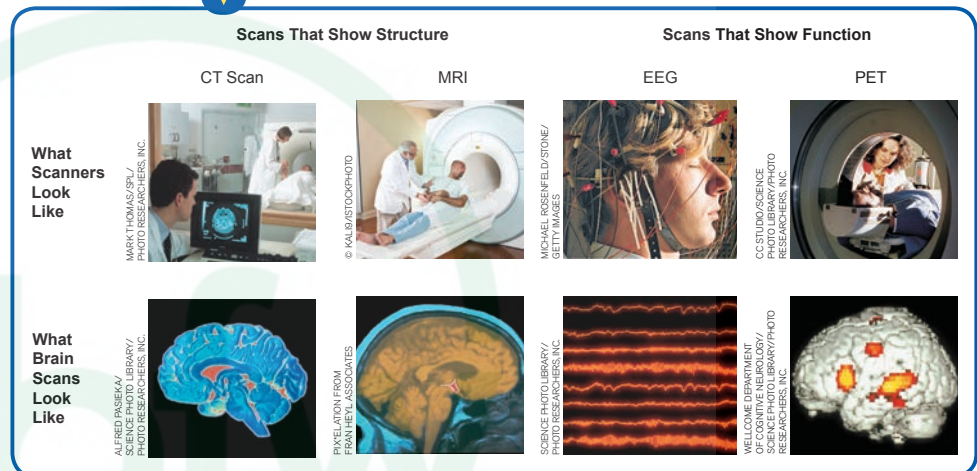 Scans That Show Structure
Scans That Show Function
CT Scan
MRI
EEG
PET
What
Scanners
Look
Like
MARK THOMAS/SPL/
PHOTO RESEARCHERS, INC.
© KALI9/ISTOCKPHOTO
MICHAEL ROSENFELD/STONE/
GETTY IMAGES
CC STUDIO/SCIENCE
PHOTO LIBRARY/PHOTO
RESEARCHERS, INC.
What
Brain
Scans
Look
Like
ALFRED PASIEKA/
SCIENCE PHOTO LIBRARY/
PHOTO RESEARCHERS, INC.
PIX*ELATION FROM
FRAN HEYL ASSOCIATES
SCIENCE PHOTO LIBRARY/
PHOTO RESEARCHERS, INC.
WELLCOME DEPARTMENT
OF COGNITIVE NEUROLOGY/
SCIENCE PHOTO LIBRARY/PHOTO
RESEARCHERS, INC.